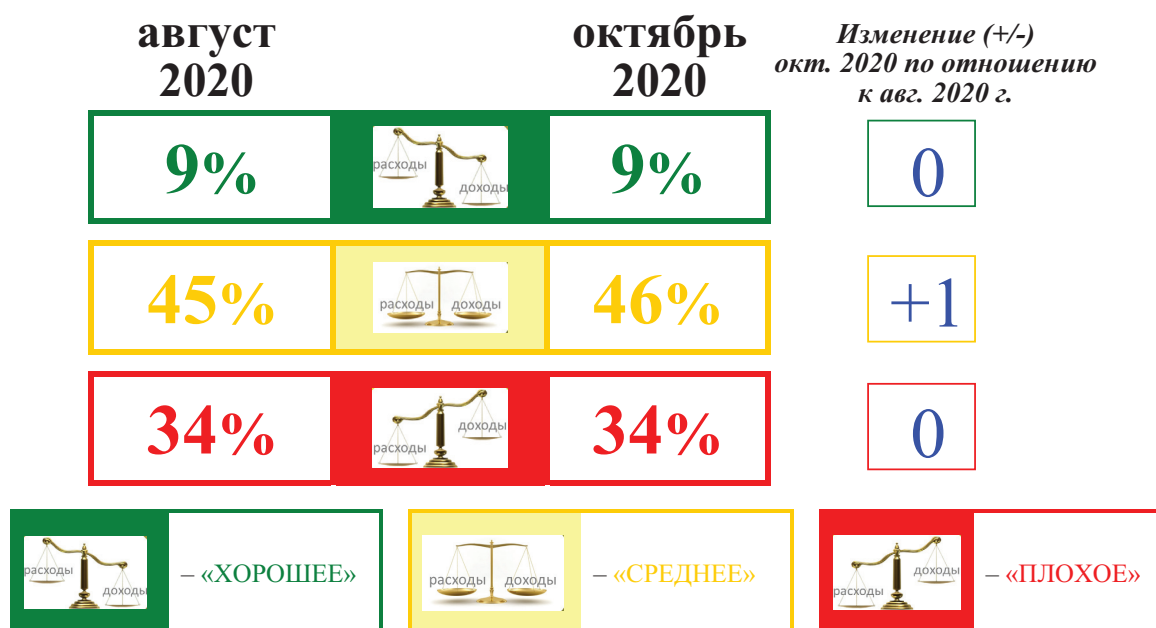 август
2020
октябрь
2020
Изменение (+/-)
окт. 2020 по отношению
к авг. 2020 г.
9%
расходы
доходы
9%
0
45%
расходы доходы
46%
+1
34%
доходы
расходы
34%
0
расходы
доходы
– «ХОРОШЕЕ»
расходы доходы
– «СРЕДНЕЕ»
доходы
расходы
– «ПЛОХОЕ»